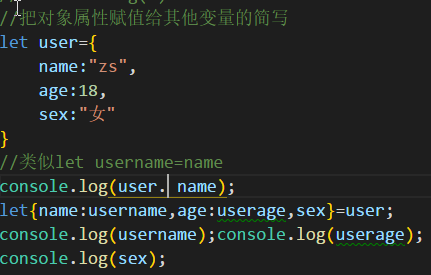 //把对象属性赋值给其他变量的简写
let user={
name:"zs",
age:18,
sex:"女"
}
//类似let username=name
console.log(user. name);
let{name:username,age:userage,sex}=user;
console.log(username);console.log(userage);
console.log(sex);